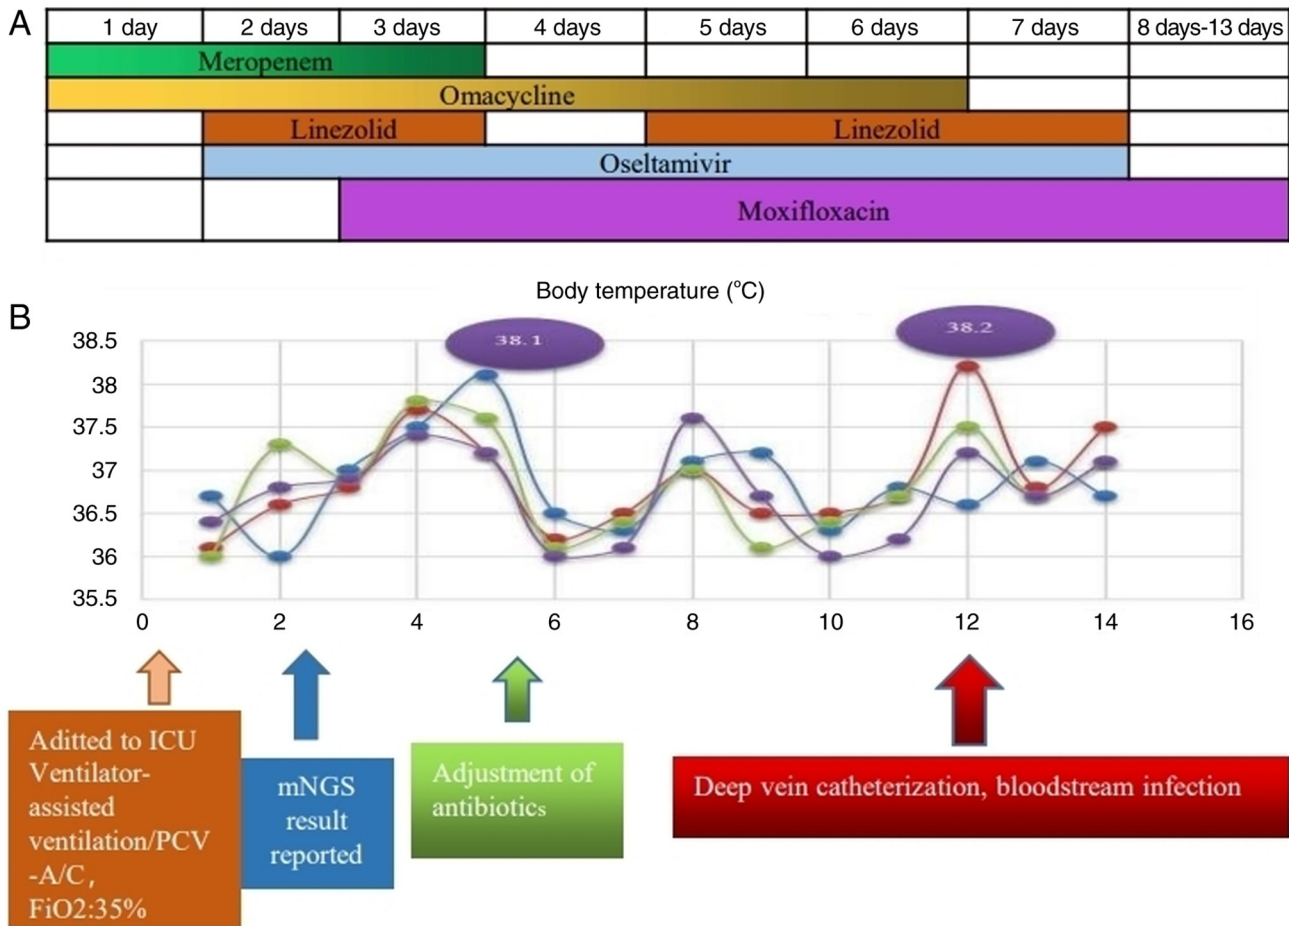 A
1 day 2 days 3 days 4 days 5 days 6 days 7 days 8 days-13 days
Meropenem
Omacycline
Linezolid Linezolid
Oseltamivir
Moxifloxacin
B
Body temperature (°C)
38.1
38.2
38.5
38
37.5
37
36.5
36
35.5
0 2 4 6 8 10 12 14 16
Aditted to ICU
Ventilator-
assisted
ventilation/PCV
-A/C,
FiO2:35%
mNGS
result
reported
Adjustment of
antibiotics
Deep vein catheterization, bloodstream infection